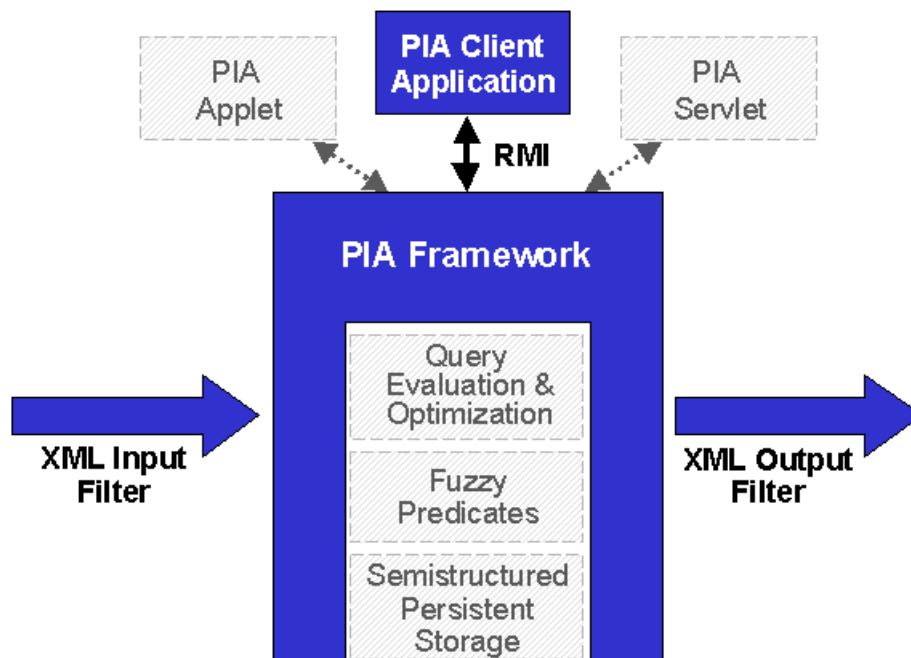 PIA Client
Application
PIA
Applet
PIA
Servlet
RMI
PIA Framework
Query
Evaluation &
Optimization
XML Input
Filter
XML Output
Filter
Fuzzy
Predicates
Semistructured
Persistent
Storage